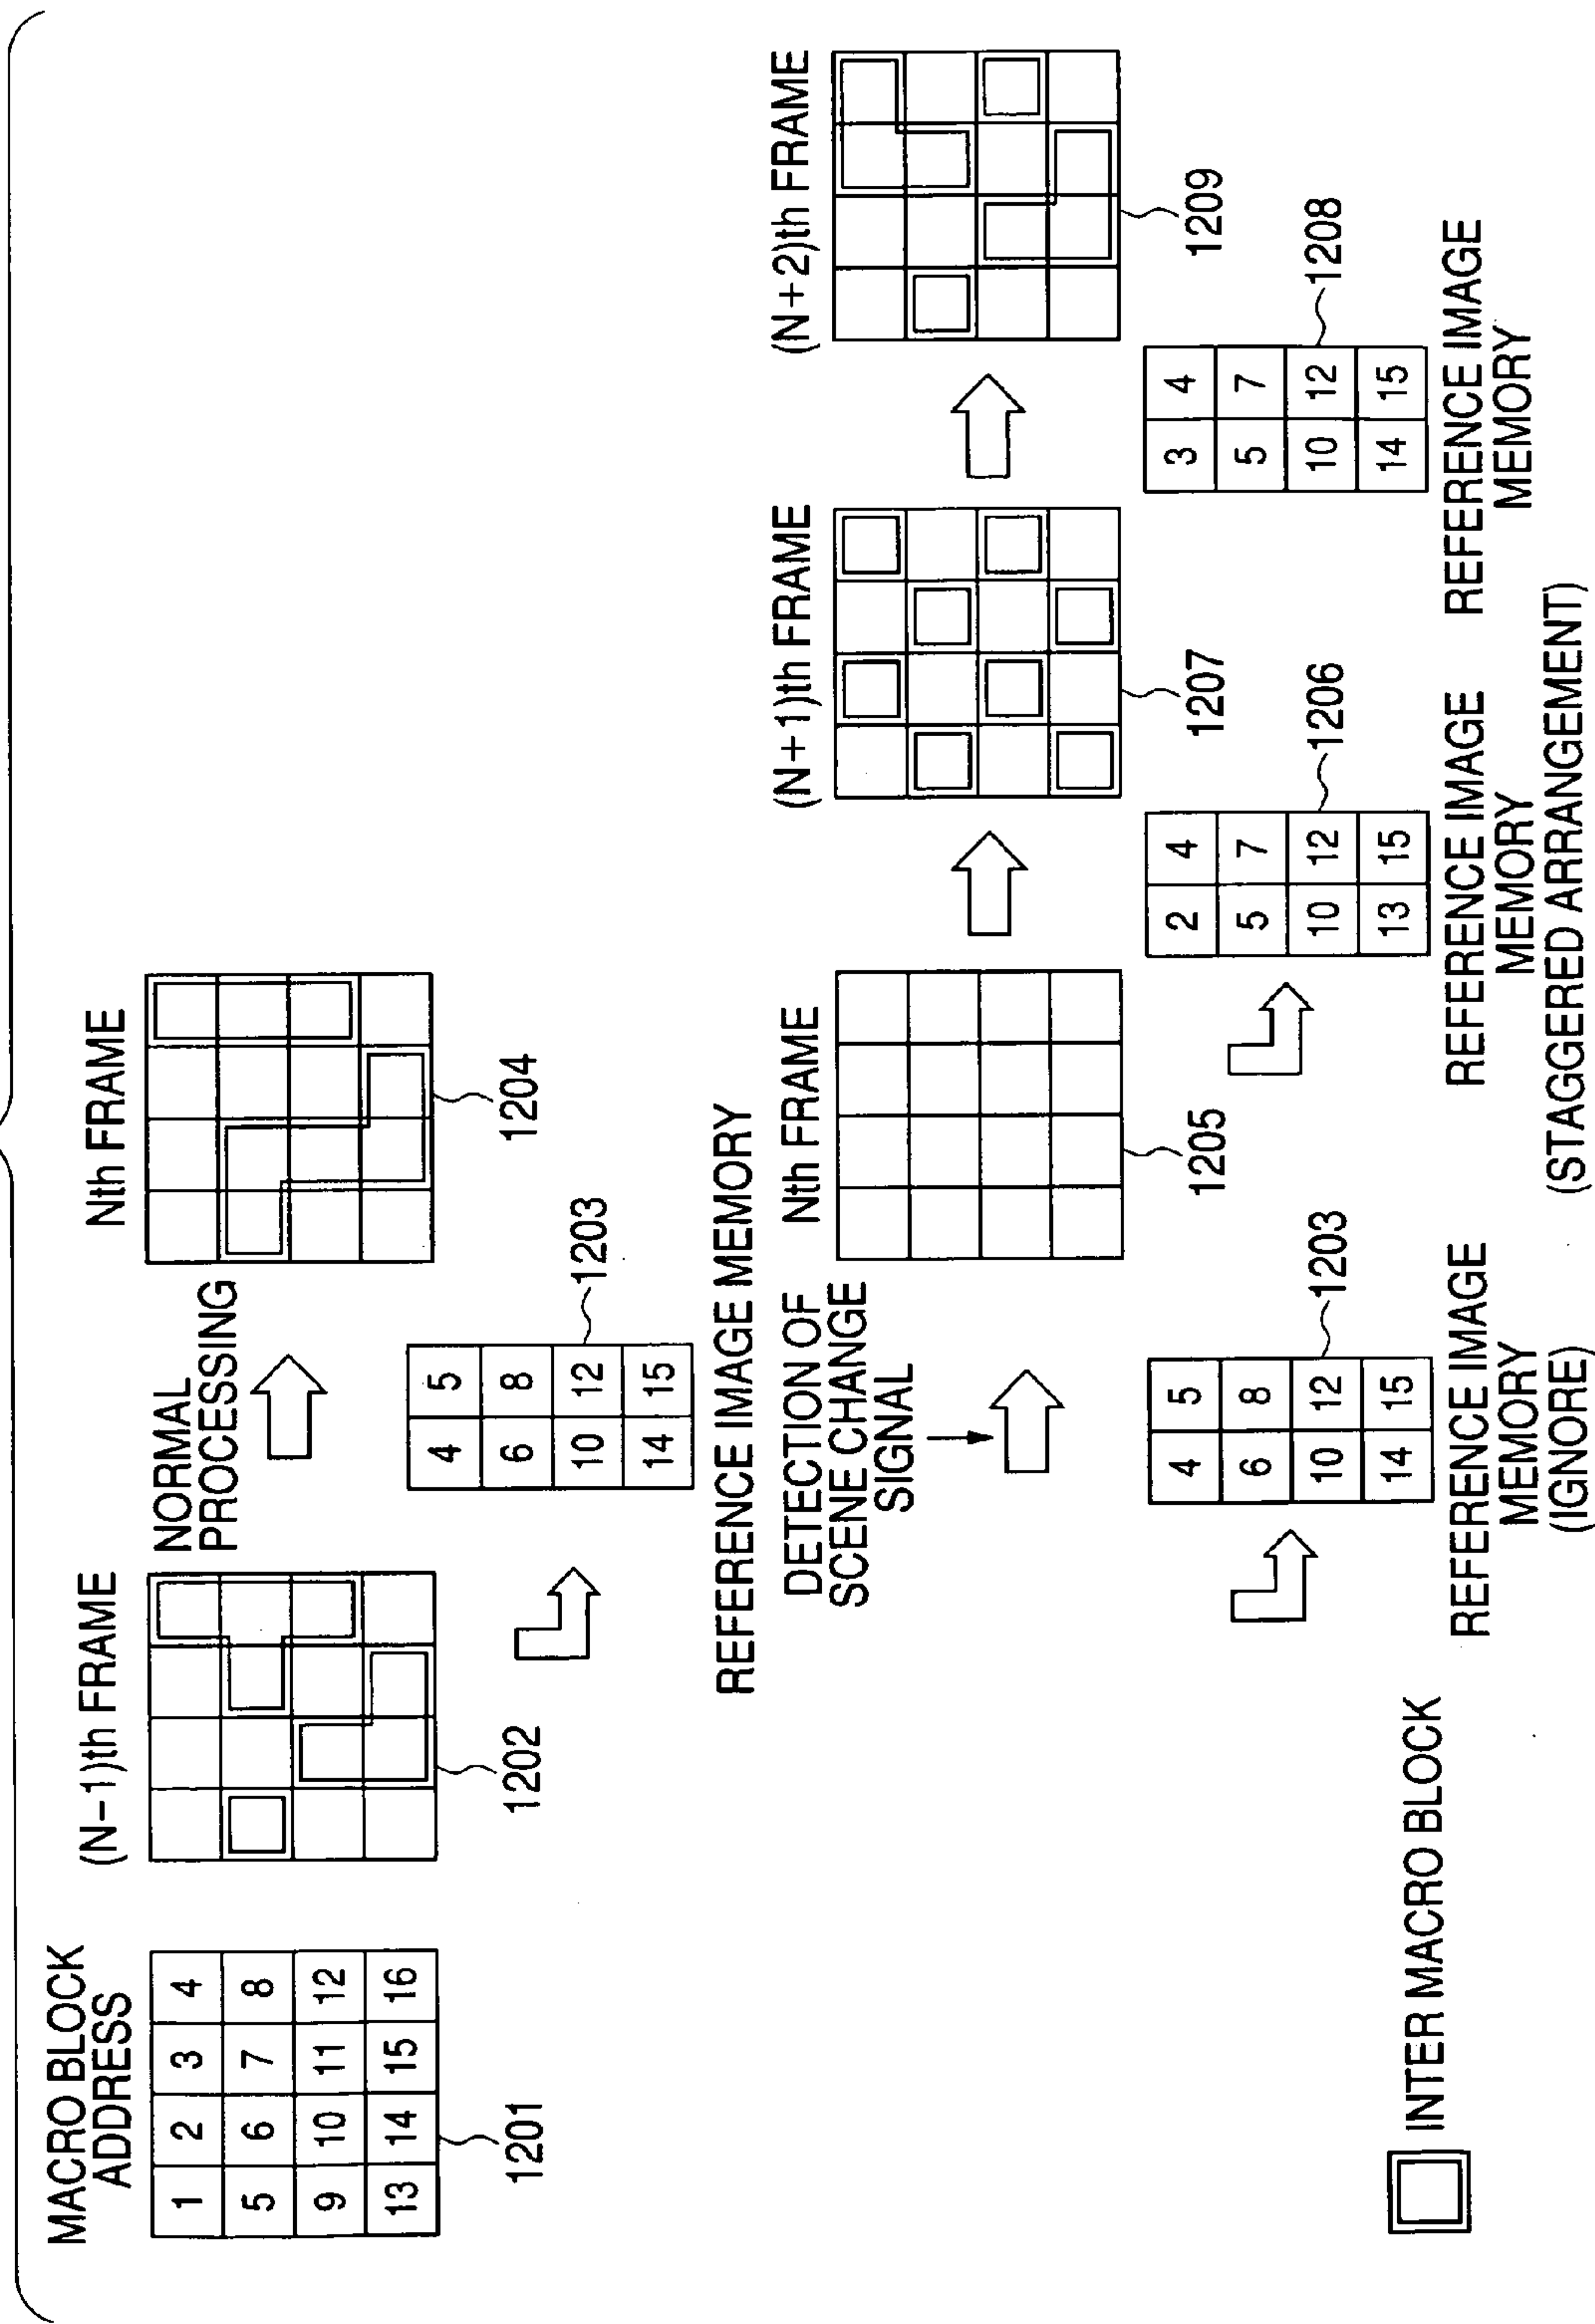 MACRO BLOCK
ADDRESS
1 2 3 4
5 6 7 8
9 10 11 12
13 14 15 16
1201
(N−1)th FRAME
1202
NORMAL
PROCESSING
4 5
6 8
10 12
14 15
1203
REFERENCE IMAGE MEMORY
Nth FRAME
1204
DETECTION OF
SCENE CHANGE
SIGNAL
4 5
6 8
10 12
14 15
1203
REFERENCE IMAGE
MEMORY
(IGNORE)
Nth FRAME
1205
2 4
5 7
10 12
13 15
1206
REFERENCE IMAGE
MEMORY
(STAGGERED ARRANGEMENT)
(N+1)th FRAME
1207
3 4
5 7
10 12
14 15
1208
REFERENCE IMAGE
MEMORY
(N+2)th FRAME
1209
INTER MACRO BLOCK